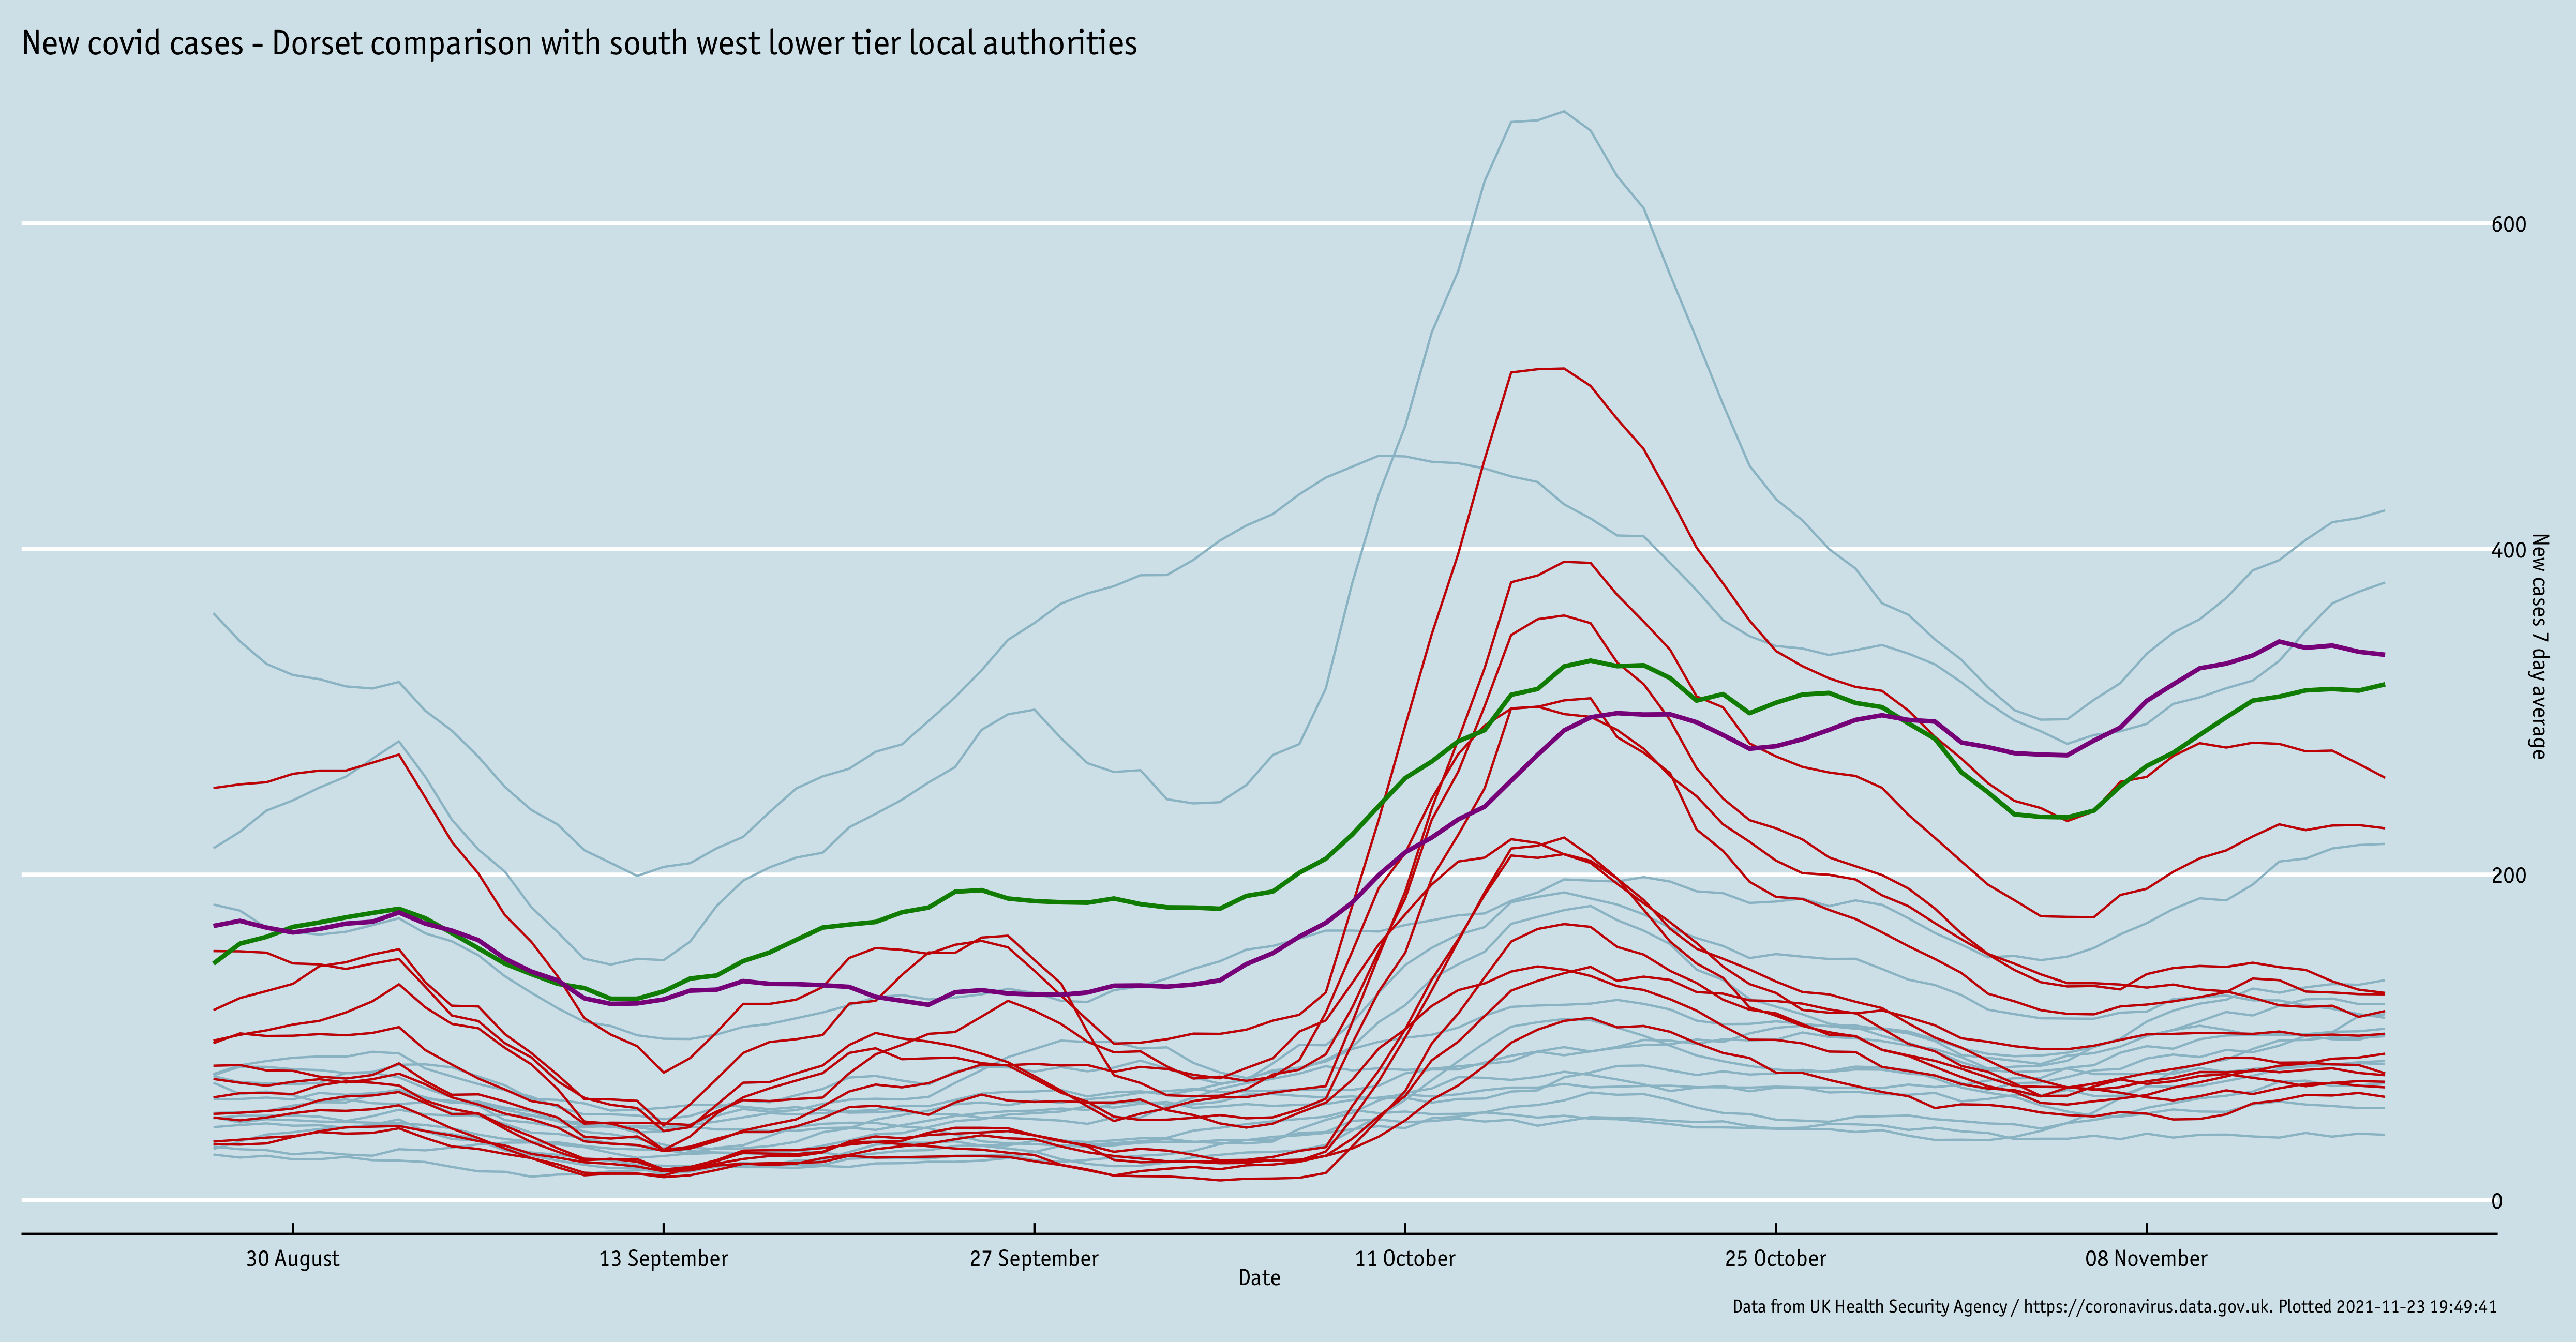 New covid cases - Dorset comparison with south west lower tier local authorities
600
400
200
0
New cases 7 day average
30 August
13 September
27 September
11 October
25 October
08 November
Date
Data from UK Health Security Agency / https://coronavirus.data.gov.uk. Plotted 2021-11-23 19:49:41